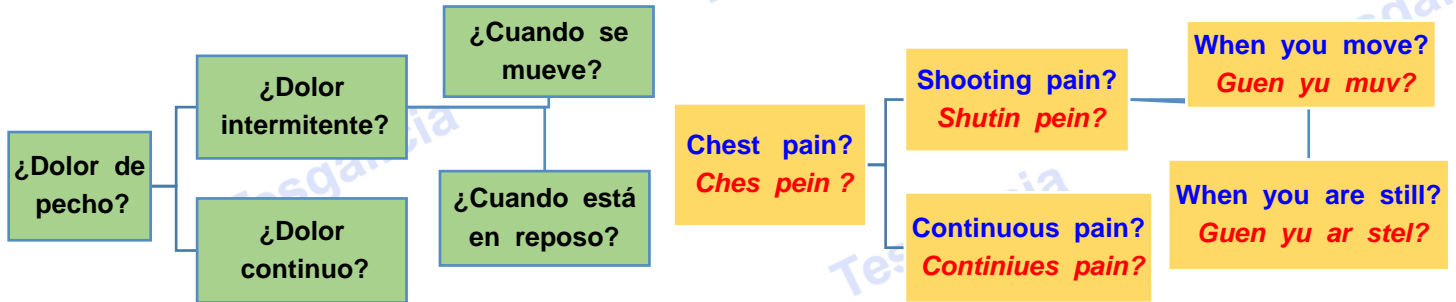 ¿Dolor de
pecho?
¿Dolor
intermitente?
¿Dolor
continuo?
¿Cuando se
mueve?
¿Cuando está
en reposo?
Chest pain?
Ches pein ?
Shooting pain?
Shutin pein?
Continuous pain?
Continiues pain?
When you move?
Guen yu muv?
When you are still?
Guen yu ar stel?
Tesgalicia